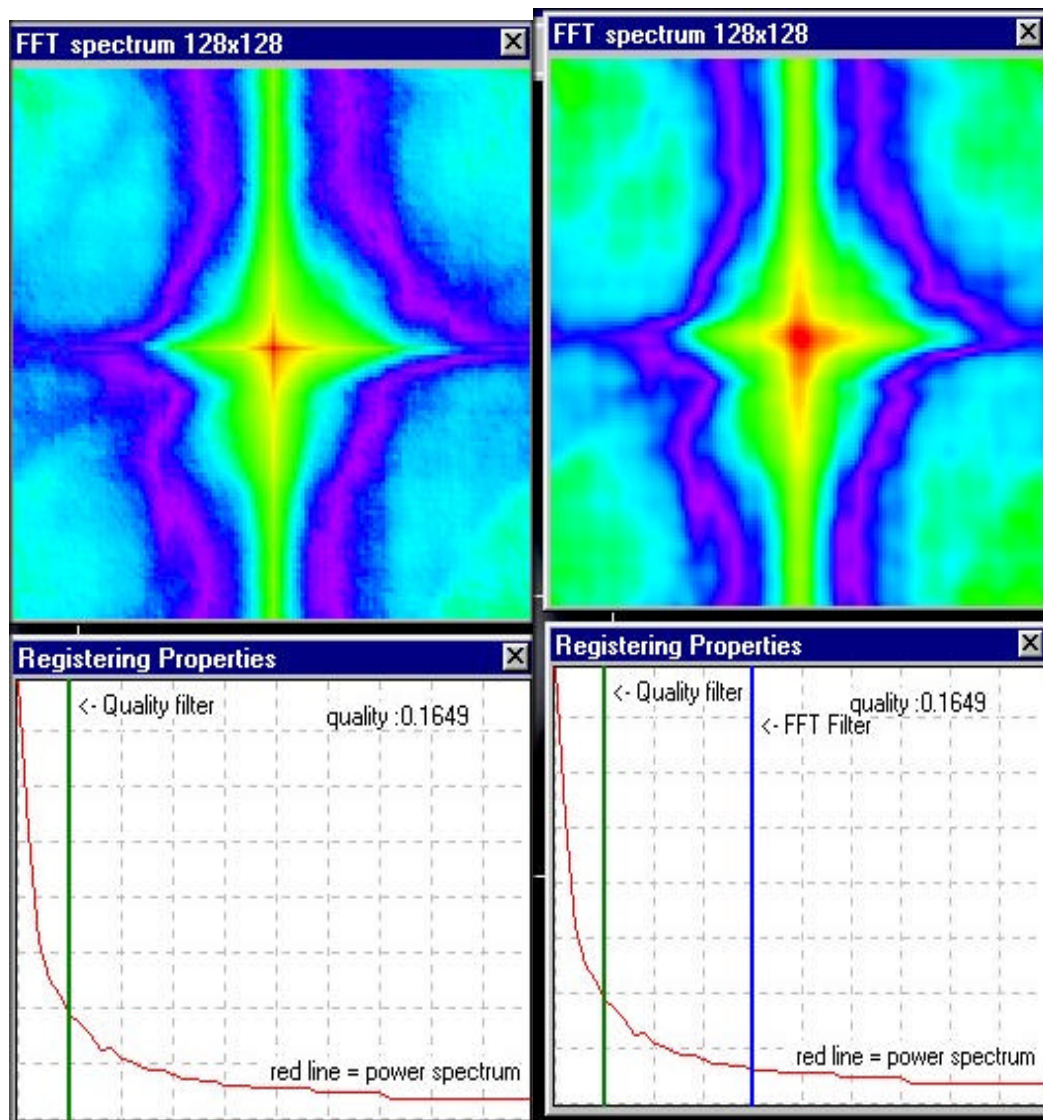 FFT spectrum 128x128
FFT spectrum 128x128
Registering Properties
<- Quality filter
quality :0.1649
red line = power spectrum
Registering Properties
<- Quality filter
quality :0.1649
<- FFT Filter
red line = power spectrum